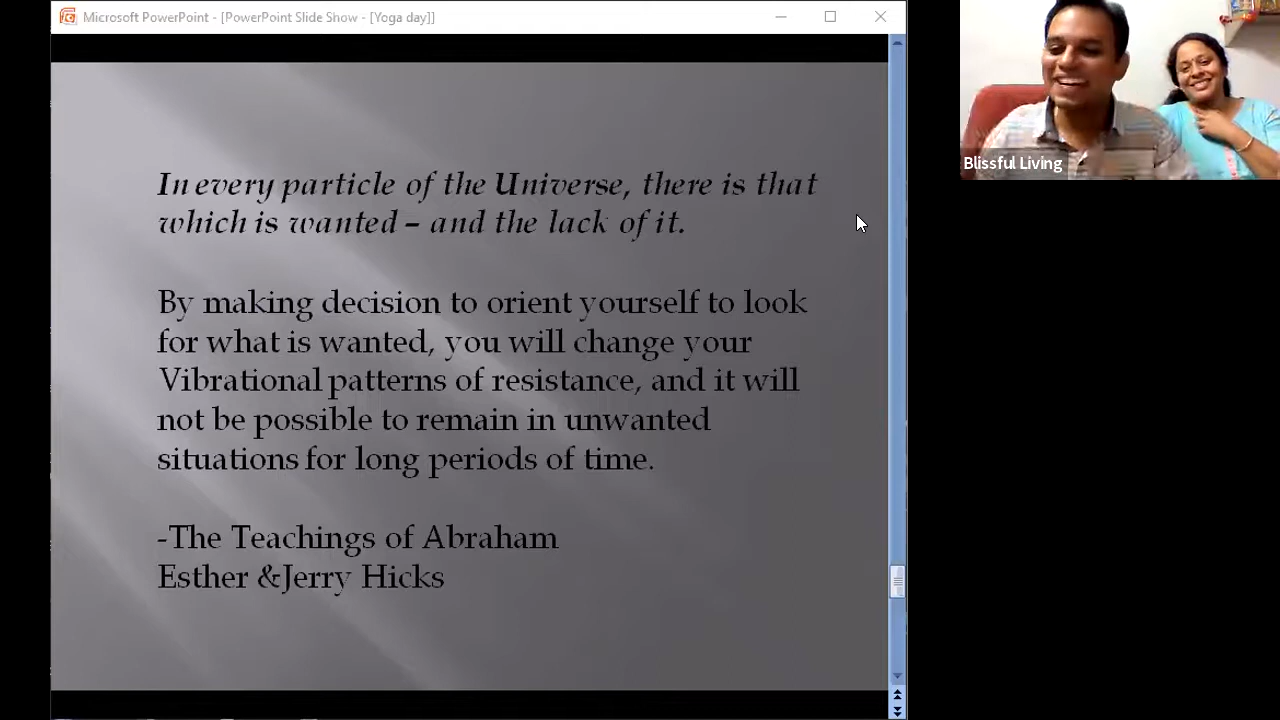 Microsoft PowerPoint - [PowerPoint Slide Show - [Yoga day]]
In every particle of the Universe, there is that
which is wanted – and the lack of it.
By making decision to orient yourself to look
for what is wanted, you will change your
Vibrational patterns of resistance, and it will
not be possible to remain in unwanted
situations for long periods of time.
-The Teachings of Abraham
Esther &Jerry Hicks
Blissful Living